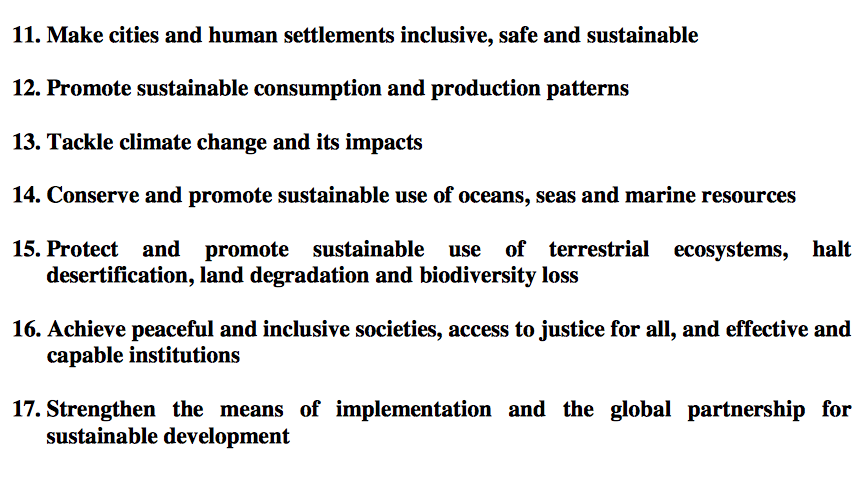 11. Make cities and human settlements inclusive, safe and sustainable
12. Promote sustainable consumption and production patterns
13. Tackle climate change and its impacts
14. Conserve and promote sustainable use of oceans, seas and marine resources
15. Protect and promote sustainable use of terrestrial ecosystems, halt
desertification, land degradation and biodiversity loss
16. Achieve peaceful and inclusive societies, access to justice for all, and effective and
capable institutions
17. Strengthen the means of implementation and the global partnership for
sustainable development